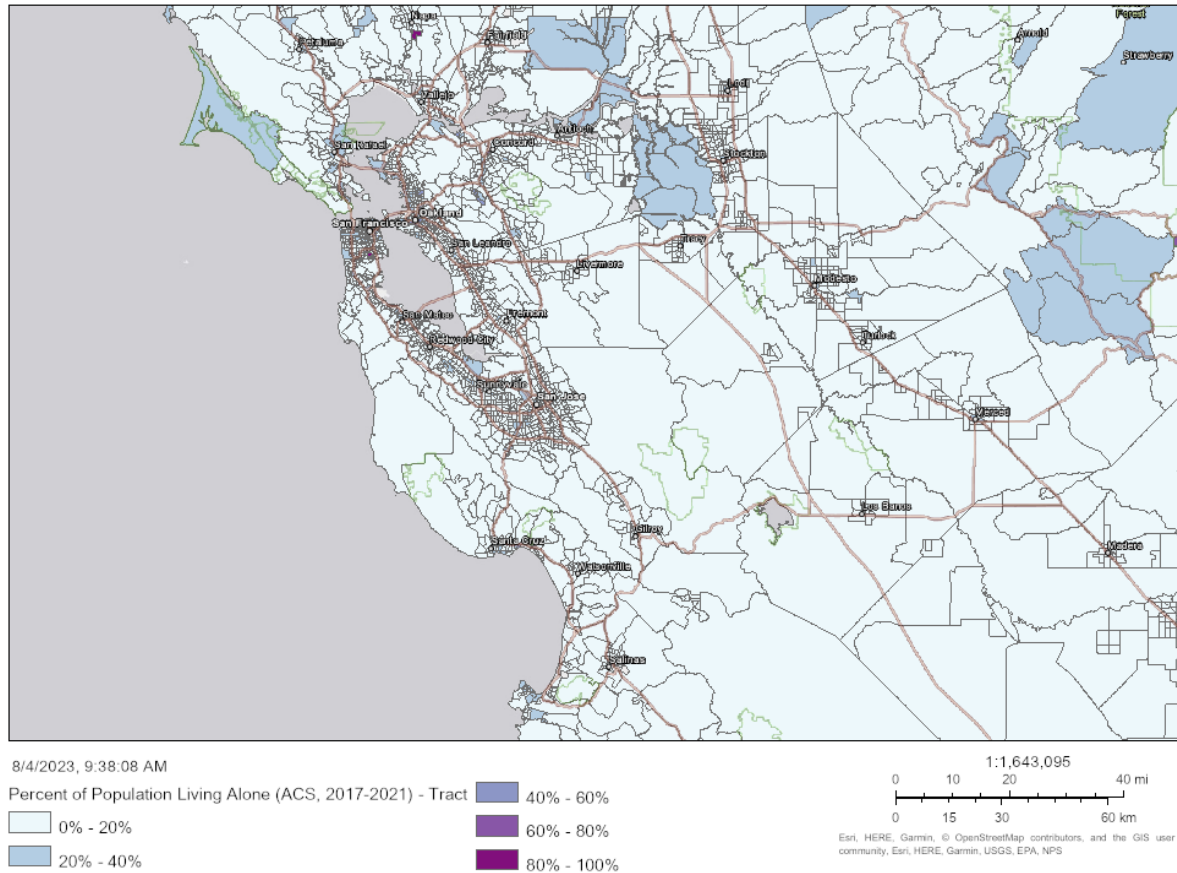 Napa
Forest
Arnold
Petaluma
Fairfield
Strawberry
Lodi
Vallejo
Antioch
San Rafael
Concord
Stockton
Oakland
San Francisco
San Leandro
Tracy
Livermore
Modesto
San Mateo
Fremont
Redwood City
Turlock
Sunnyvale
San Jose
Merced
Los Banos
Gilroy
Santa Cruz
Madera
Watsonville
Salinas
8/4/2023, 9:38:08 AM
Percent of Population Living Alone (ACS, 2017-2021) - Tract
0% - 20%
20% - 40%
40% - 60%
60% - 80%
80% - 100%
1:1,643,095
0 10 20 40 mi
0 15 30 60 km
Esri, HERE, Garmin, © OpenStreetMap contributors, and the GIS user
community, Esri, HERE, Garmin, USGS, EPA, NPS